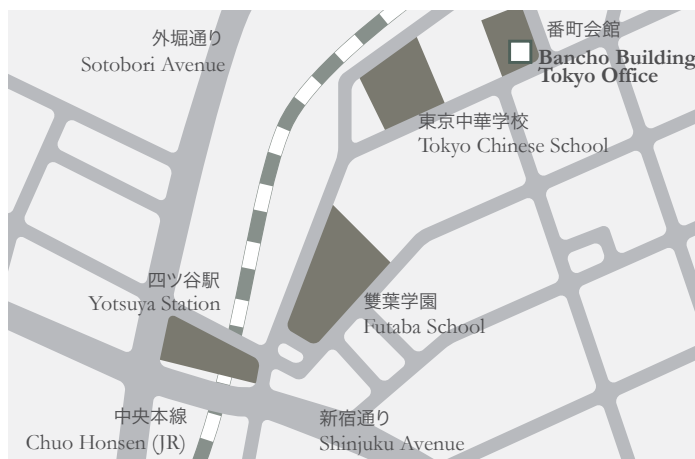 外堀通り
Sotobori Avenue
番町会館
Bancho Building
Tokyo Office
東京中華学校
Tokyo Chinese School
四ツ谷駅
Yotsuya Station
雙葉学園
Futaba School
中央本線
Chuo Honsen (JR)
新宿通り
Shinjuku Avenue